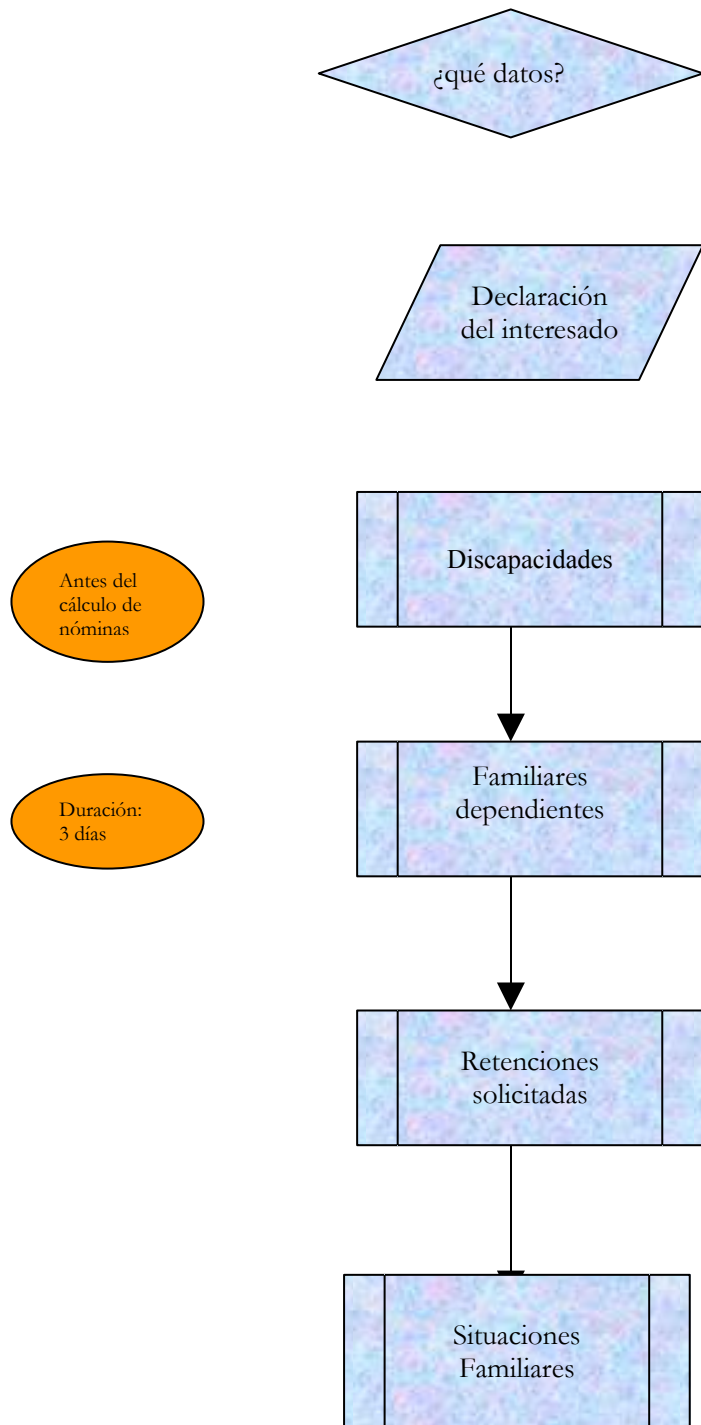 ¿qué datos?
Declaración
del interesado
Discapacidades
Antes del
cálculo de
nóminas
Familiares
dependientes
Duración:
3 días
Retenciones
solicitadas
Situaciones
Familiares